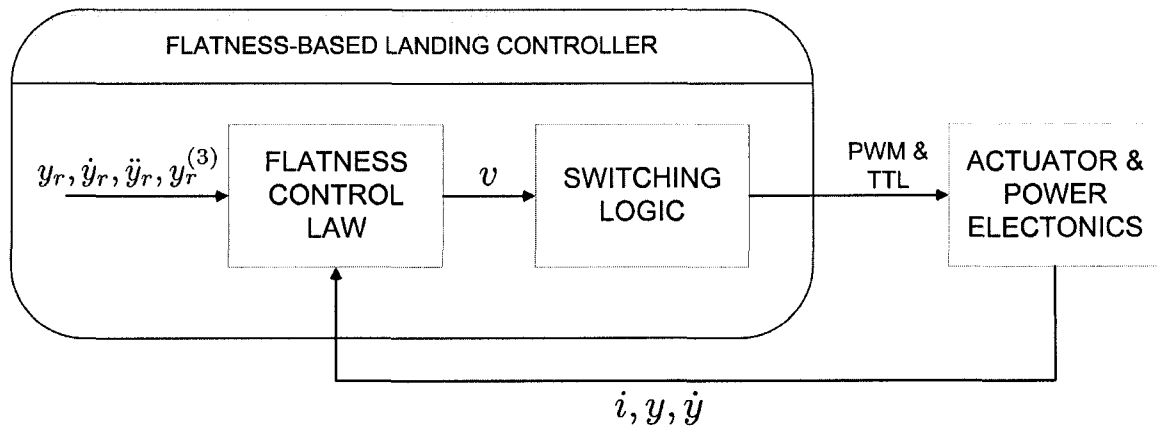 FLATNESS-BASED LANDING CONTROLLER
y_r, ẏ_r, ÿ_r, y_r^{(3)}
FLATNESS
CONTROL
LAW
v
SWITCHING
LOGIC
PWM &
TTL
ACTUATOR &
POWER
ELECTONICS
i, y, ẏ